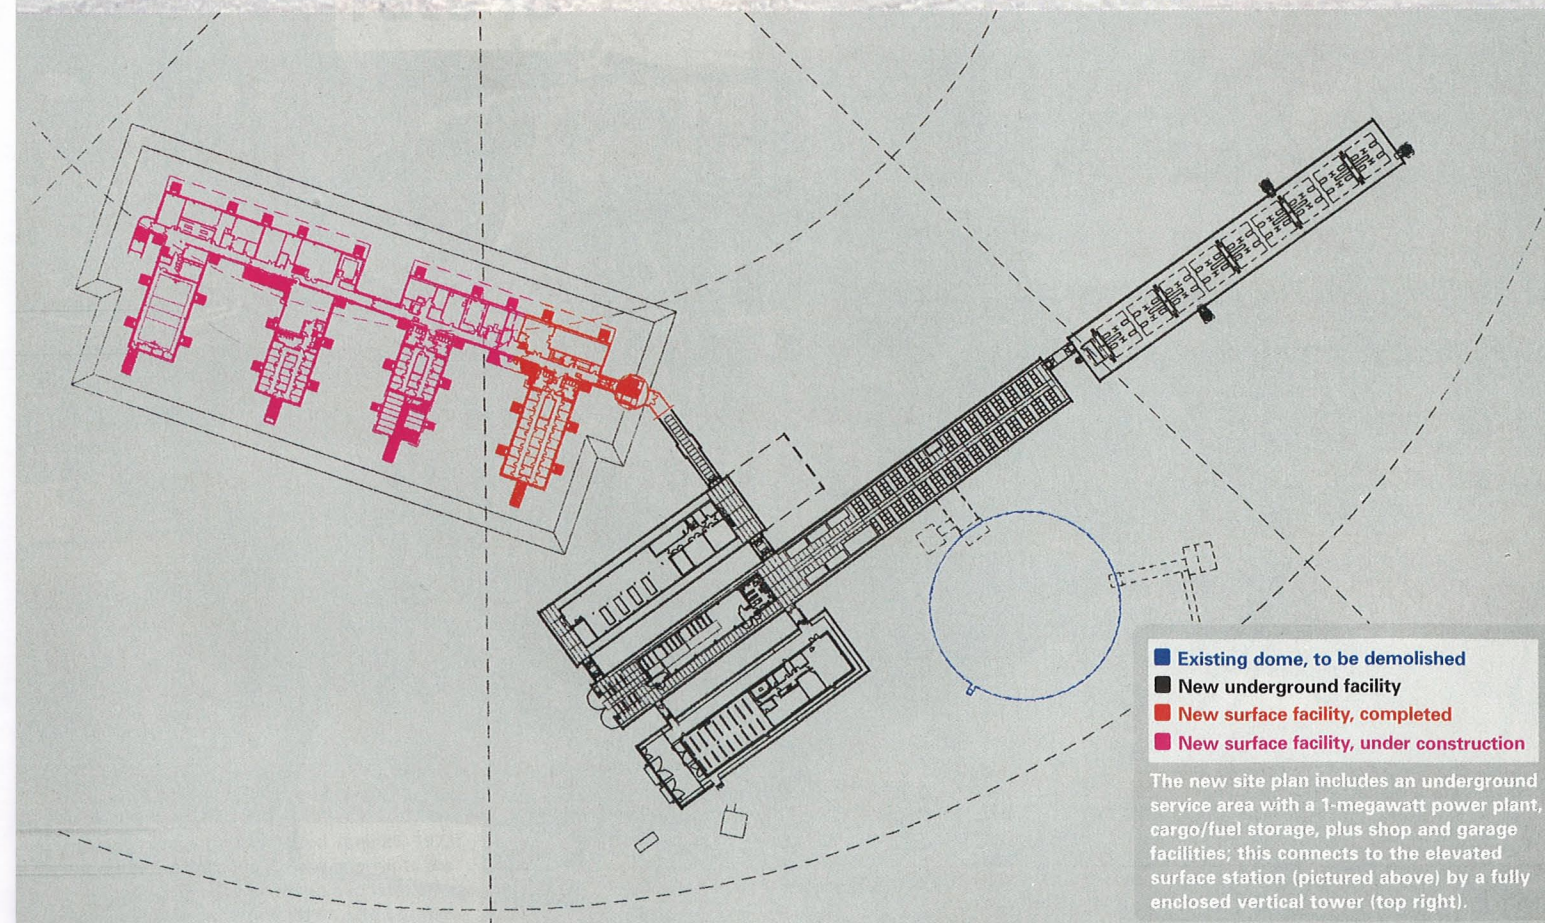 Existing dome, to be demolished
New underground facility
New surface facility, completed
New surface facility, under construction
The new site plan includes an underground
service area with a 1-megawatt power plant,
cargo/fuel storage, plus shop and garage
facilities; this connects to the elevated
surface station (pictured above) by a fully
enclosed vertical tower (top right).